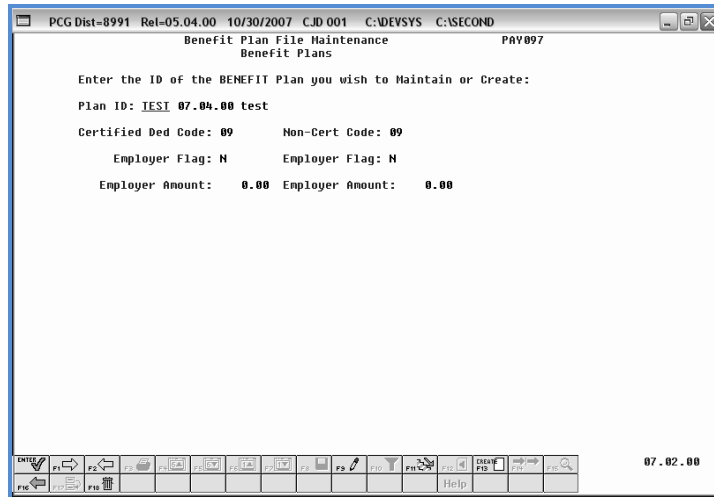 PCG Dist=8991 Rel=05.04.00 10/30/2007 CJD 001 C:\DEVSYS C:\SECOND
Benefit Plan File Maintenance PAY097
Benefit Plans
Enter the ID of the BENEFIT Plan you wish to Maintain or Create:
Plan ID: TEST 07.04.00 test
Certified Ded Code: 09 Non-Cert Code: 09
Employer Flag: N Employer Flag: N
Employer Amount: 0.00 Employer Amount: 0.00
ENTER F1 F2 F3 F4 F5 F6 F7 F8 F9 F10 F11 F12 CREATE F13 F14 F15 07.02.00
F16 F17 F18 Help